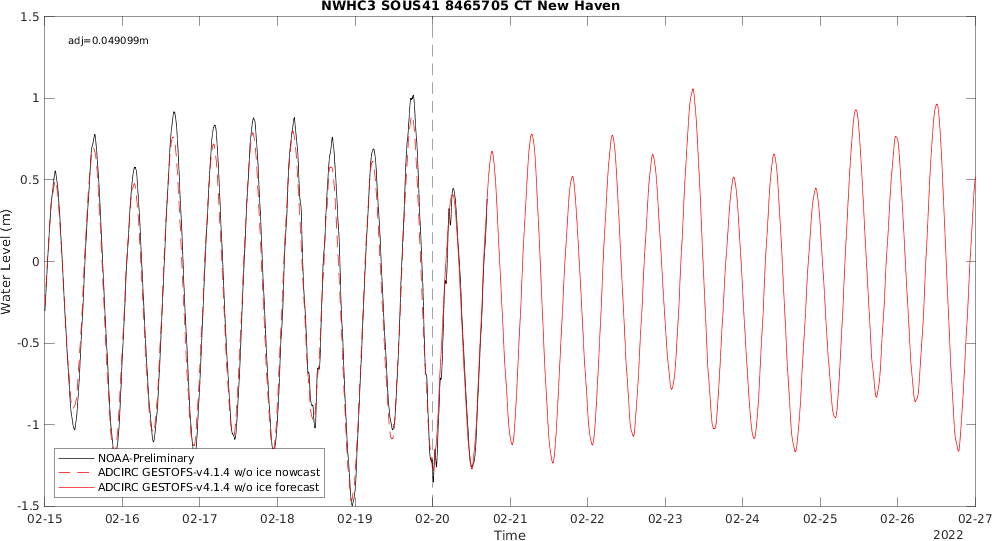 NWHC3 SOUS41 8465705 CT New Haven
adj=0.049099m
Water Level (m)
1.5
1
0.5
0
-0.5
-1
-1.5
NOAA-Preliminary
ADCIRC GESTOFS-v4.1.4 w/o ice nowcast
ADCIRC GESTOFS-v4.1.4 w/o ice forecast
02-15 02-16 02-17 02-18 02-19 02-20 02-21 02-22 02-23 02-24 02-25 02-26 02-27
Time
2022